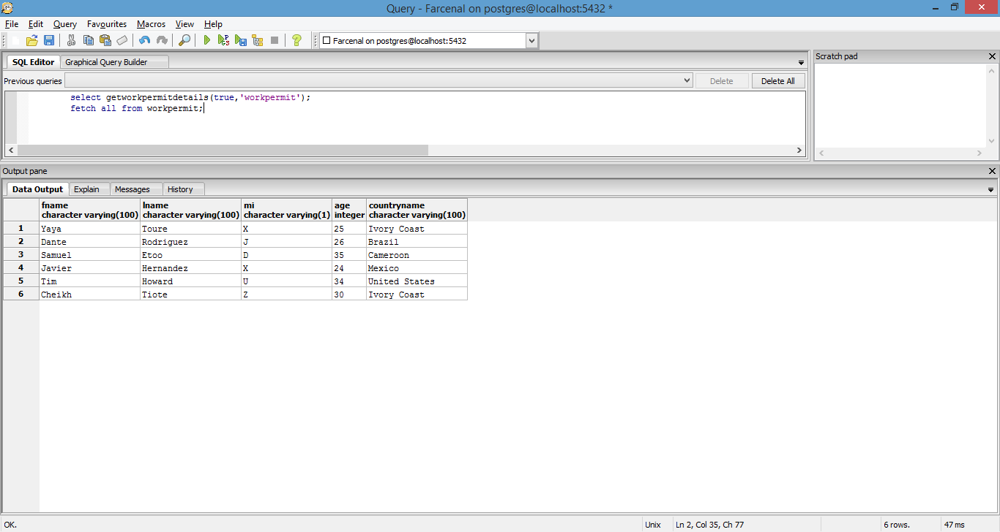 Query - Farcenal on postgres@localhost:5432 *
File Edit Query Favourites Macros View Help
Farcenal on postgres@localhost:5432
SQL Editor Graphical Query Builder
Previous queries Delete Delete All
select getworkpermitdetails(true,'workpermit');
fetch all from workpermit;
Scratch pad
Output pane
Data Output Explain Messages History
fname lname mi age countryname
character varying(100) character varying(100) character varying(1) integer character varying(100)
1 Yaya Toure X 25 Ivory Coast
2 Dante Rodriguez J 26 Brazil
3 Samuel Etoo D 35 Cameroon
4 Javier Hernandez X 24 Mexico
5 Tim Howard U 34 United States
6 Cheikh Tiote Z 30 Ivory Coast
OK. Unix Ln 2, Col 35, Ch 77 6 rows. 47 ms